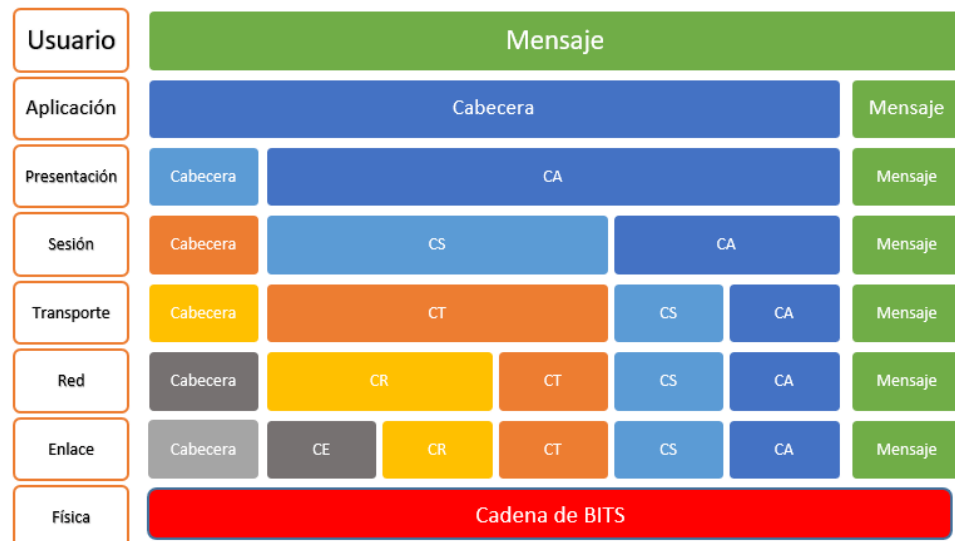 Usuario Mensaje
Aplicación Cabecera Mensaje
Presentación Cabecera CA Mensaje
Sesión Cabecera CS CA Mensaje
Transporte Cabecera CT CS CA Mensaje
Red Cabecera CR CT CS CA Mensaje
Enlace Cabecera CE CR CT CS CA Mensaje
Física Cadena de BITS